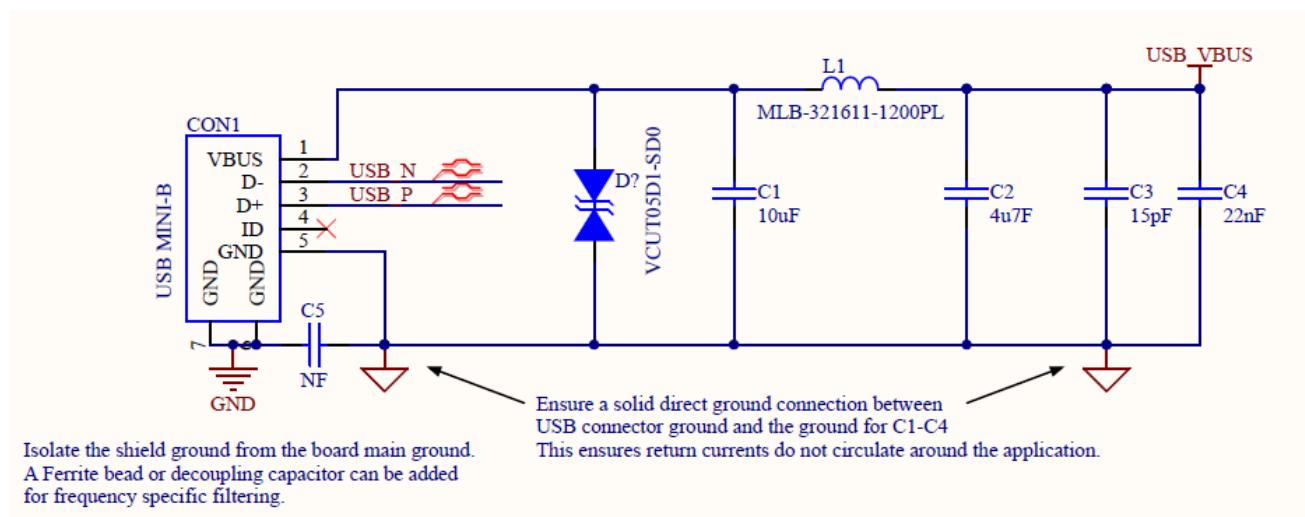 USB_VBUS
L1
MLB-321611-1200PL
CON1
VBUS 1
D- 2 USB_N
D+ 3 USB_P
ID 4
GND 5
GND GND
USB MINI-B
7
D?
VCUT05D1-SD0
C1
10uF
C2
4u7F
C3
15pF
C4
22nF
C5
NF
GND
Ensure a solid direct ground connection between
USB connector ground and the ground for C1-C4
This ensures return currents do not circulate around the application.
Isolate the shield ground from the board main ground.
A Ferrite bead or decoupling capacitor can be added
for frequency specific filtering.